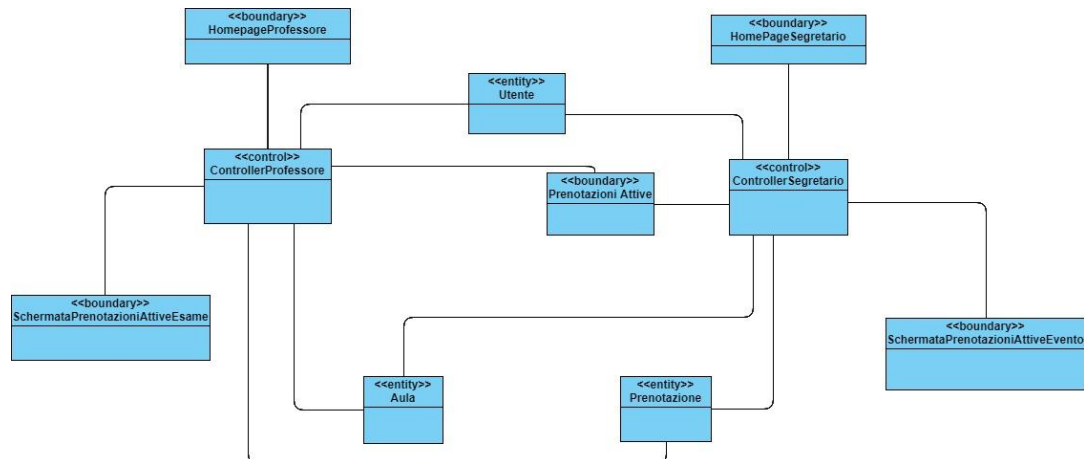 <<boundary>>
HomepageProfessore
<<boundary>>
HomePageSegretario
<<entity>>
Utente
<<control>>
ControllerProfessore
<<boundary>>
Prenotazioni Attive
<<control>>
ControllerSegretario
<<boundary>>
SchermataPrenotazioniAttiveEsame
<<boundary>>
SchermataPrenotazioniAttiveEvento
<<entity>>
Aula
<<entity>>
Prenotazione